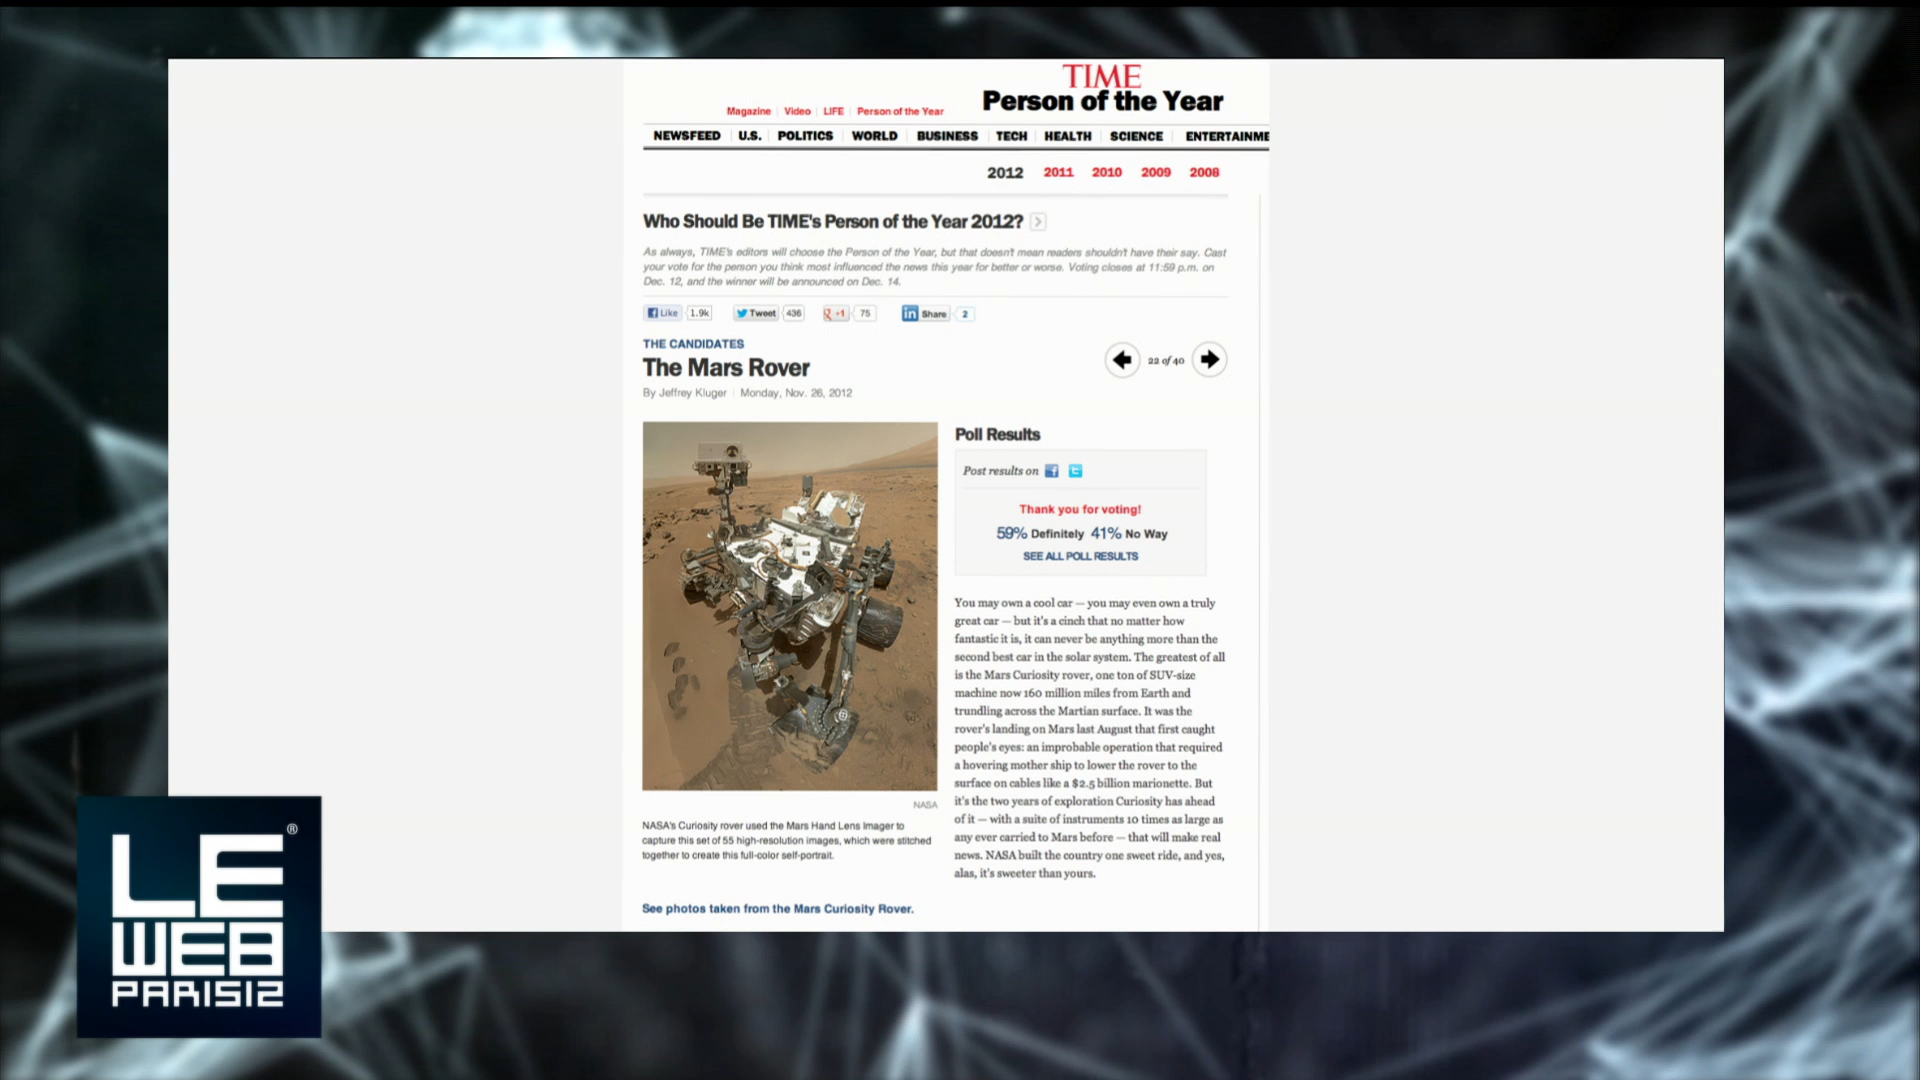 TIME
Person of the Year
Magazine Video LIFE Person of the Year
NEWSFEED U.S. POLITICS WORLD BUSINESS TECH HEALTH SCIENCE ENTERTAINME
2012 2011 2010 2009 2008
Who Should Be TIME's Person of the Year 2012?
As always, TIME's editors will choose the Person of the Year, but that doesn't mean readers shouldn't have their say. Cast
your vote for the person you think most influenced the news this year for better or worse. Voting closes at 11:59 p.m. on
Dec. 12, and the winner will be announced on Dec. 14.
Like 1.9k Tweet 436 +1 75 in Share 2
THE CANDIDATES
The Mars Rover
22 of 40
By Jeffrey Kluger Monday, Nov. 26, 2012
Poll Results
Post results on
Thank you for voting!
59% Definitely 41% No Way
SEE ALL POLL RESULTS
You may own a cool car — you may even own a truly
great car — but it's a cinch that no matter how
fantastic it is, it can never be anything more than the
second best car in the solar system. The greatest of all
is the Mars Curiosity rover, one ton of SUV-size
machine now 160 million miles from Earth and
trundling across the Martian surface. It was the
rover's landing on Mars last August that first caught
people's eyes: an improbable operation that required
a hovering mother ship to lower the rover to the
surface on cables like a $2.5 billion marionette. But
it's the two years of exploration Curiosity has ahead
of it — with a suite of instruments 10 times as large as
any ever carried to Mars before — that will make real
news. NASA built the country one sweet ride, and yes,
alas, it's sweeter than yours.
NASA
NASA's Curiosity rover used the Mars Hand Lens Imager to
capture this set of 55 high-resolution images, which were stitched
together to create this full-color self-portrait.
See photos taken from the Mars Curiosity Rover.
LE ®
WEB
PARIS12